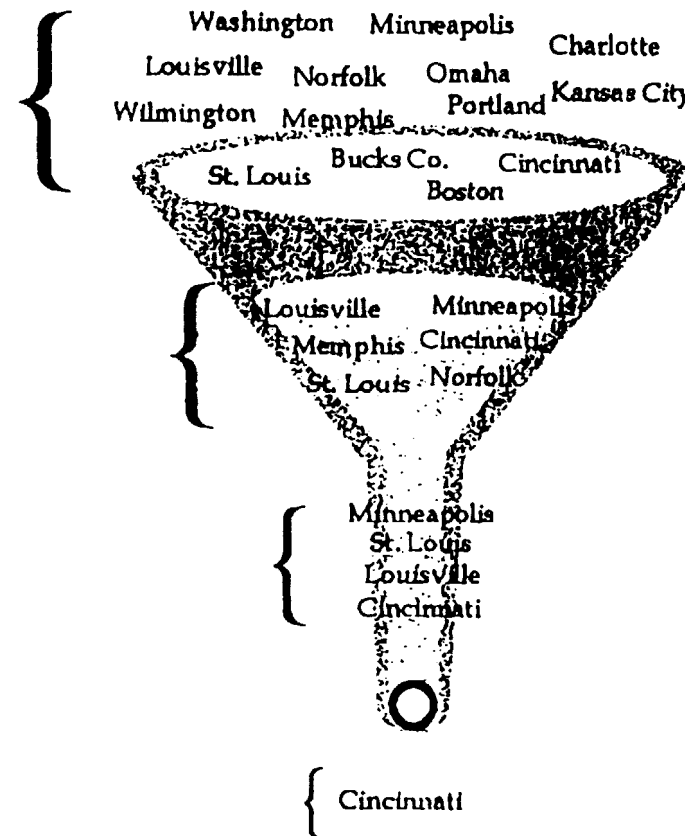 Washington Minneapolis
Charlotte
Louisville Norfolk Omaha
Kansas City
Wilmington Memphis Portland
Bucks Co. Cincinnati
St. Louis Boston
Louisville Minneapolis
Memphis Cincinnati
St. Louis Norfolk
Minneapolis
St. Louis
Louisville
Cincinnati
Cincinnati